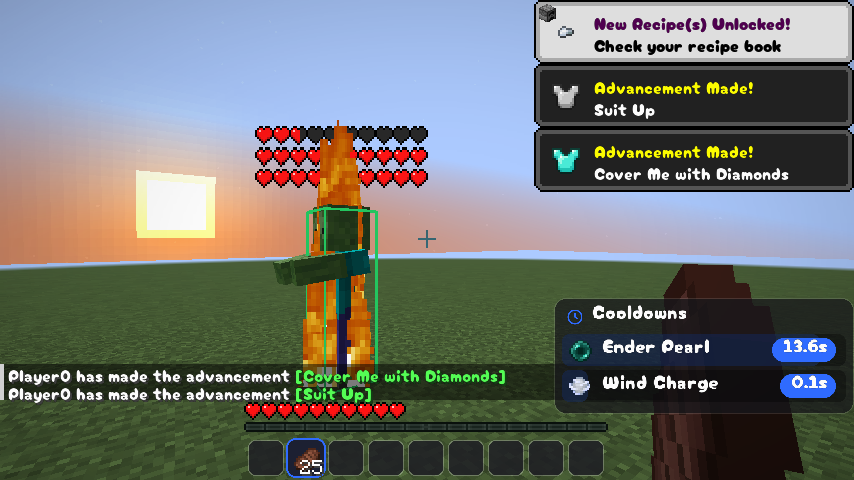 New Recipe(s) Unlocked!
Check your recipe book
Advancement Made!
Suit Up
Advancement Made!
Cover Me with Diamonds
Cooldowns
Ender Pearl 13.6s
Wind Charge 0.1s
Player0 has made the advancement [Cover Me with Diamonds]
Player0 has made the advancement [Suit Up]
25